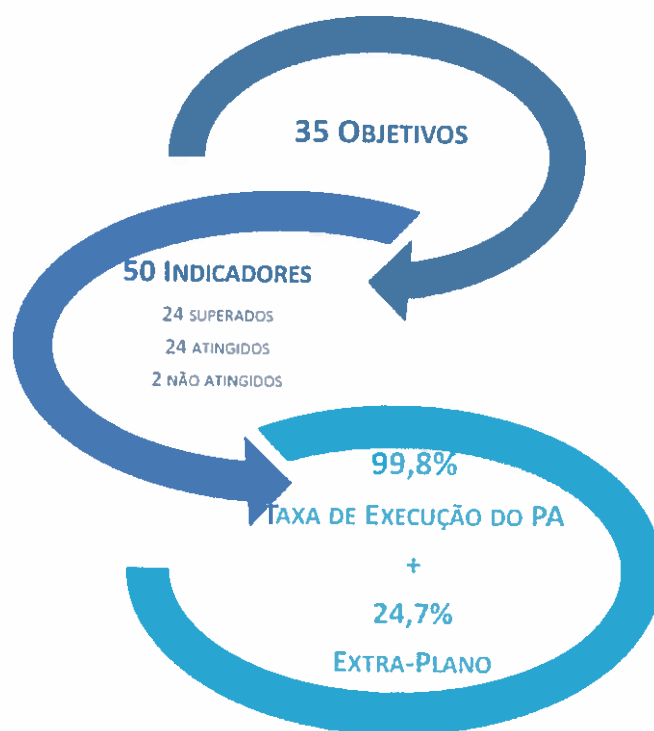 35 OBJETIVOS
50 INDICADORES
24 SUPERADOS
24 ATINGIDOS
2 NÃO ATINGIDOS
99,8%
TAXA DE EXECUÇÃO DO PA
+
24,7%
EXTRA-PLANO